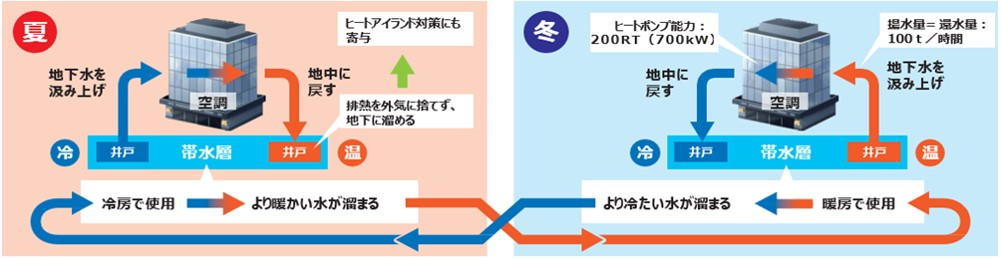 夏
ヒートアイランド対策にも
寄与
地下水を
汲み上げ
空調
地中に
戻す
排熱を外気に捨てず、
地下に溜める
冷
井戸
帯水層
井戸
温
冷房で使用
より暖かい水が溜まる
冬
ヒートポンプ能力：
200RT（700kW）
揚水量＝還水量：
100ｔ／時間
地中に
戻す
空調
地下水を
汲み上げ
冷
井戸
帯水層
井戸
温
より冷たい水が溜まる
暖房で使用